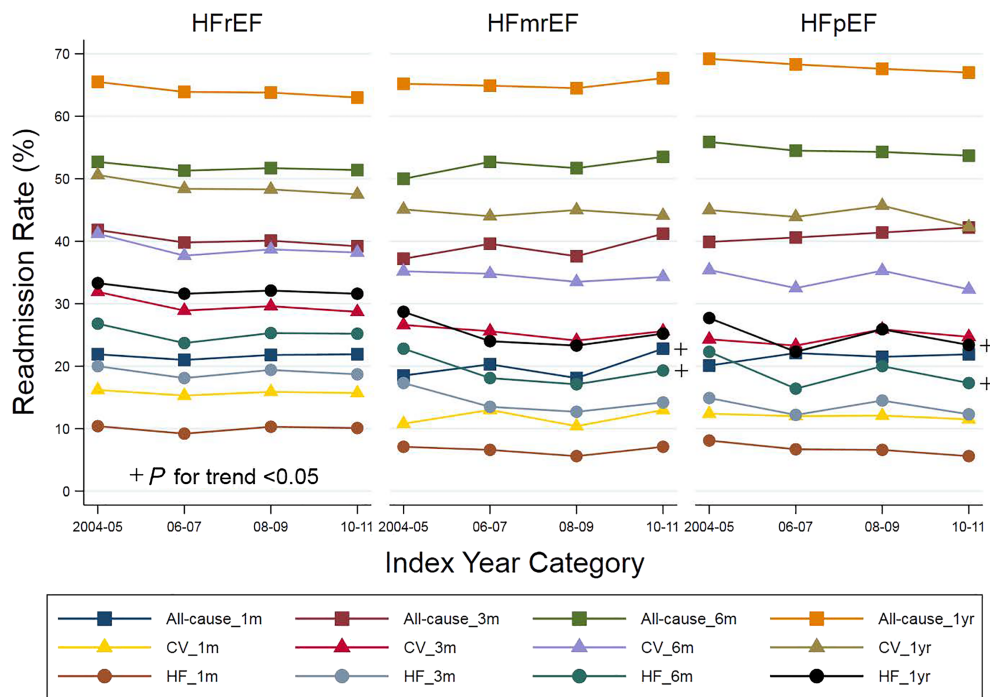 HFrEF HFmrEF HFpEF
Readmission Rate (%)
70
60
50
40
30
20
10
0
+
+
+
+
+ P for trend <0.05
2004-05 06-07 08-09 10-11 2004-05 06-07 08-09 10-11 2004-05 06-07 08-09 10-11
Index Year Category
All-cause_1m All-cause_3m All-cause_6m All-cause_1yr
CV_1m CV_3m CV_6m CV_1yr
HF_1m HF_3m HF_6m HF_1yr